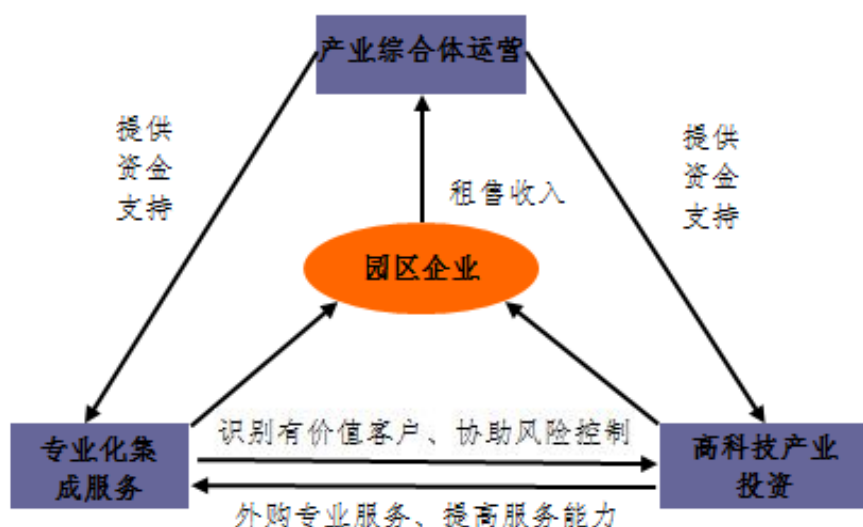 产业综合体运营
提供
资金
支持
提供
资金
支持
租售收入
园区企业
专业化集
成服务
识别有价值客户、协助风险控制
高科技产业
投资
外购专业服务、提高服务能力